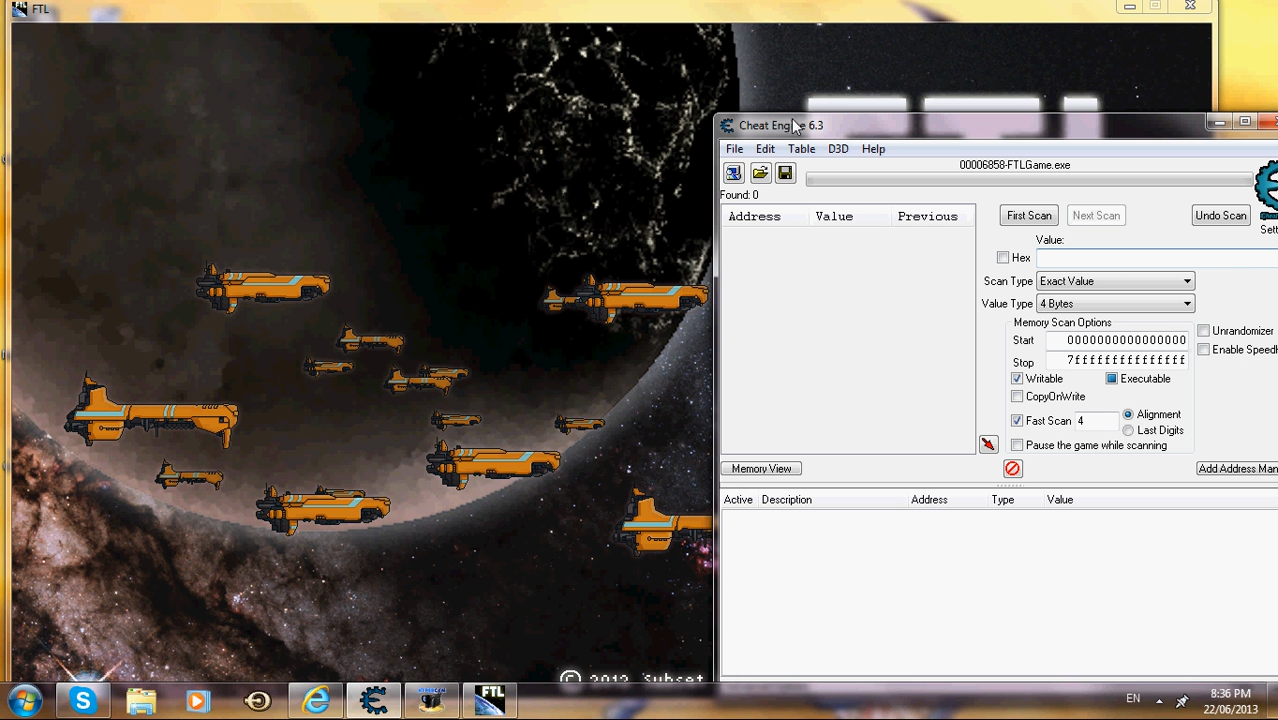 FTL
Cheat Engine 6.3
File Edit Table D3D Help
00006858-FTLGame.exe
Found: 0
Address Value Previous
First Scan Next Scan Undo Scan
Value:
Hex
Scan Type Exact Value
Value Type 4 Bytes
Memory Scan Options
Start 0000000000000000
Stop 7fffffffffffffff
Unrandomizer
Enable Speedh
Writable Executable
CopyOnWrite
Fast Scan 4 Alignment
Last Digits
Pause the game while scanning
Memory View Add Address Man
Active Description Address Type Value
© 2012 Subset
EN 8:36 PM
22/06/2013
FTL